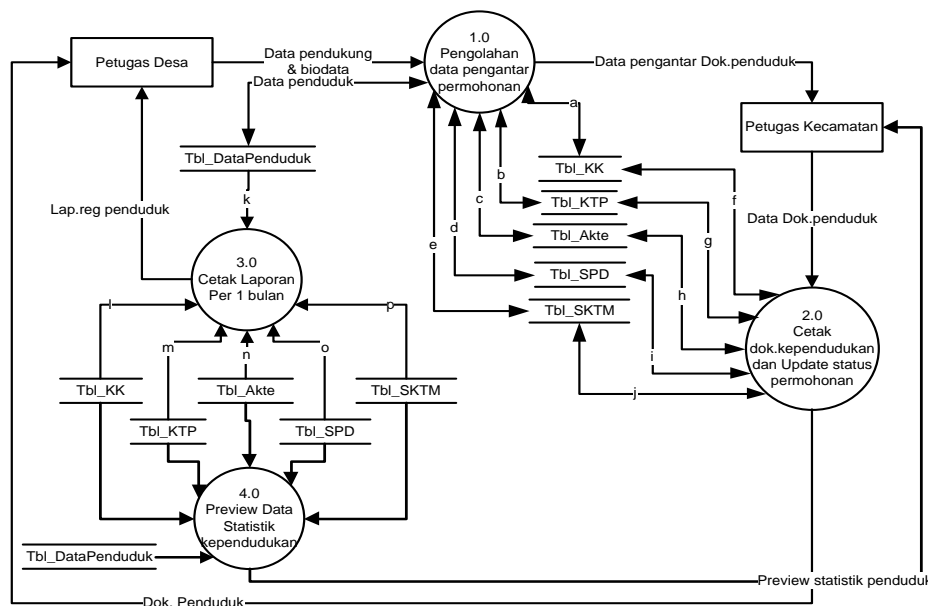 Petugas Desa
Data pendukung
& biodata
Data penduduk
1.0
Pengolahan
data pengantar
permohonan
Data pengantar Dok.penduduk
Petugas Kecamatan
a
Tbl_DataPenduduk
Tbl_KK
b
Tbl_KTP
k
c
f
Lap.reg penduduk
d
Tbl_Akte
g
Data Dok.penduduk
e
Tbl_SPD
h
3.0
Cetak Laporan
Per 1 bulan
Tbl_SKTM
i
2.0
Cetak
dok.kependudukan
dan Update status
permohonan
l
p
m
n
o
j
Tbl_KK
Tbl_Akte
Tbl_SKTM
Tbl_KTP
Tbl_SPD
4.0
Preview Data
Statistik
kependudukan
Tbl_DataPenduduk
Preview statistik penduduk
Dok. Penduduk